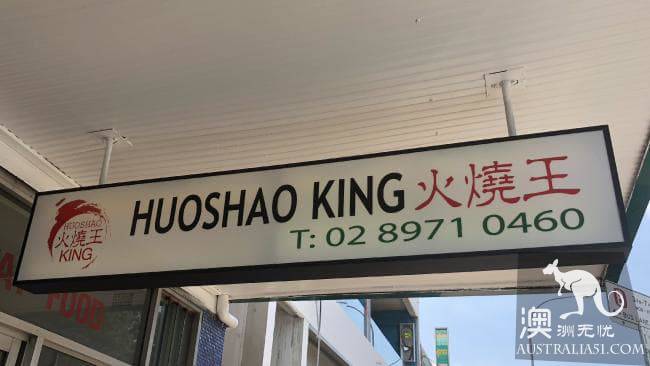 HUOSHAO KING 火燒王
T: 02 8971 0460
HUOSHAO
火燒王
KING
FOOD
澳洲无忧
AUSTRALIA51.COM